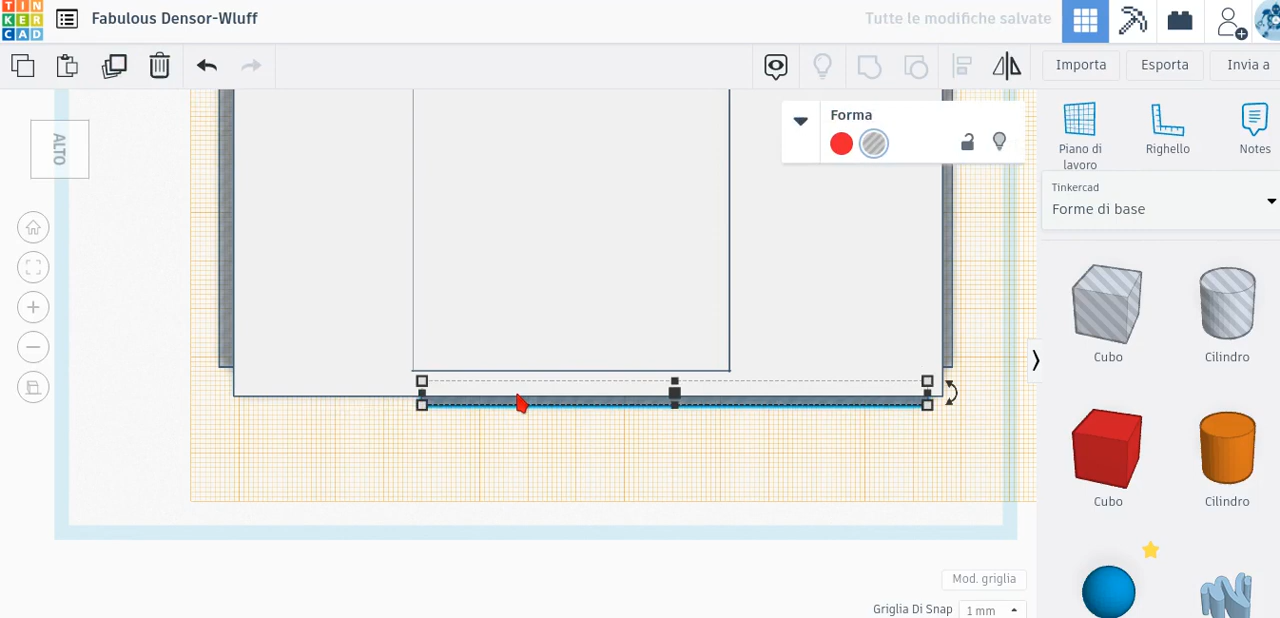 TIN
KER
CAD
Fabulous Densor-Wluff
Tutte le modifiche salvate
Importa
Esporta
Invia a
ALTO
Forma
Piano di
lavoro
Righello
Notes
Tinkercad
Forme di base
Cubo
Cilindro
Cubo
Cilindro
Mod. griglia
Griglia Di Snap
1 mm